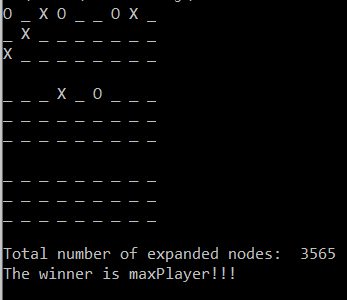 O _ X O _ _ O X _
_ X _ _ _ _ _ _ _
X _ _ _ _ _ _ _ _
_ _ _ X _ O _ _ _
_ _ _ _ _ _ _ _ _
_ _ _ _ _ _ _ _ _
_ _ _ _ _ _ _ _ _
_ _ _ _ _ _ _ _ _
_ _ _ _ _ _ _ _ _
Total number of expanded nodes:  3565
The winner is maxPlayer!!!